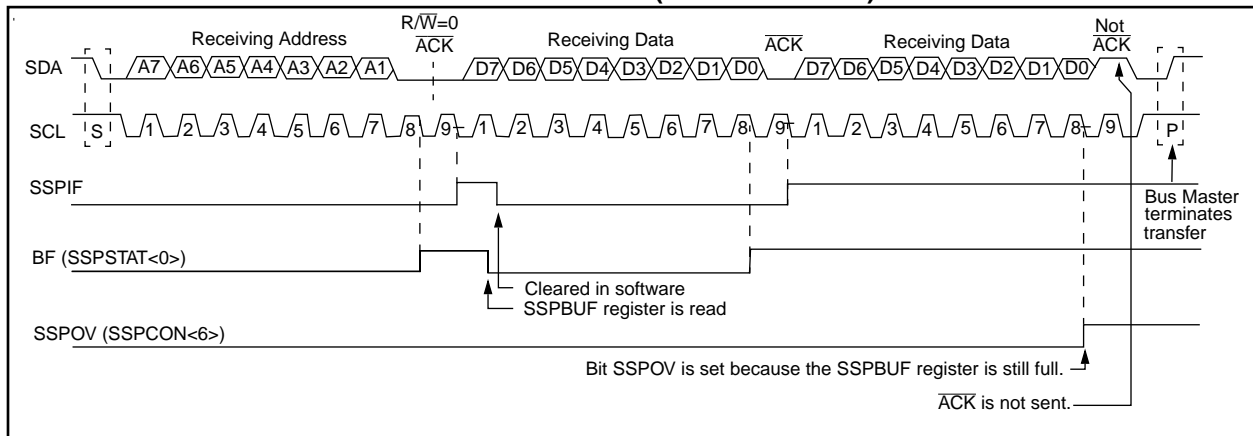 R/W̅=0
Receiving Address A̅C̅K̅ Receiving Data A̅C̅K̅ Receiving Data Not A̅C̅K̅
SDA A7 A6 A5 A4 A3 A2 A1 D7 D6 D5 D4 D3 D2 D1 D0 D7 D6 D5 D4 D3 D2 D1 D0
SCL S 1 2 3 4 5 6 7 8 9 1 2 3 4 5 6 7 8 9 1 2 3 4 5 6 7 8 9 P
SSPIF
Bus Master
terminates
transfer
BF (SSPSTAT<0>)
Cleared in software
SSPBUF register is read
SSPOV (SSPCON<6>)
Bit SSPOV is set because the SSPBUF register is still full.
A̅C̅K̅ is not sent.